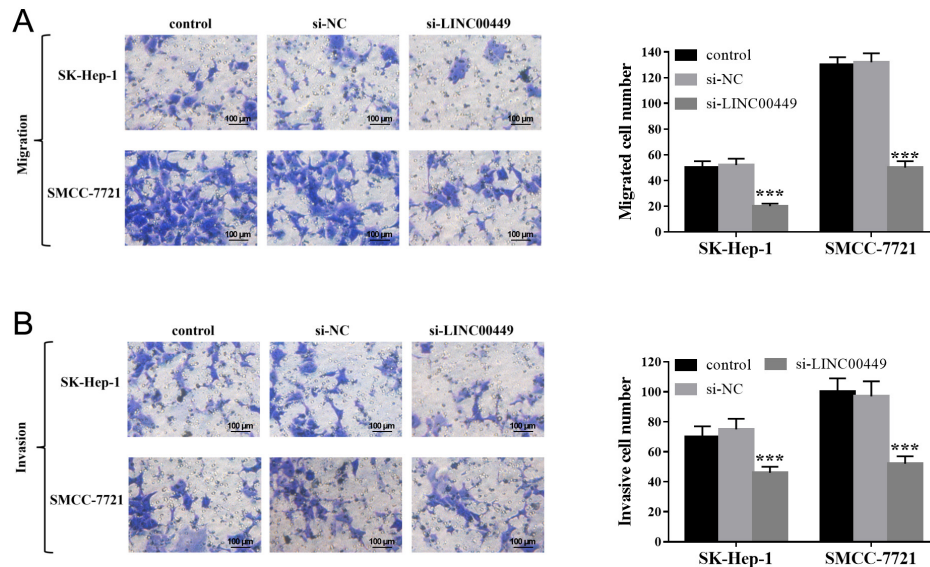 A
control si-NC si-LINC00449
SK-Hep-1
100 μm 100 μm 100 μm
Migration
SMCC-7721
100 μm 100 μm 100 μm
Migrated cell number
140
120
100
80
60
40
20
0
control
si-NC
si-LINC00449
*** ***
SK-Hep-1 SMCC-7721
B
control si-NC si-LINC00449
SK-Hep-1
100 μm 100 μm 100 μm
Invasion
SMCC-7721
100 μm 100 μm 100 μm
Invasive cell number
120
100
80
60
40
20
0
control si-LINC00449
si-NC
*** ***
SK-Hep-1 SMCC-7721